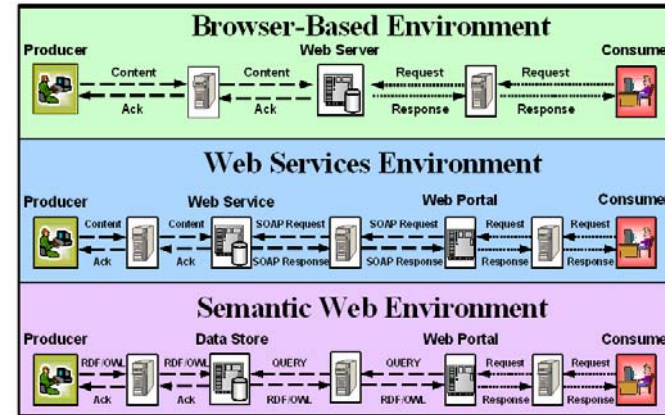 Browser-Based Environment
Producer Web Server Consumer
Content Content Request Request
Ack Ack Response Response
Web Services Environment
Producer Web Service Web Portal Consumer
Content Content SOAP Request SOAP Request Request Request
Ack Ack SOAP Response SOAP Response Response Response
Semantic Web Environment
Producer Data Store Web Portal Consumer
RDF/OWL RDF/OWL QUERY QUERY Request Request
Ack Ack RDF/OWL RDF/OWL Response Response